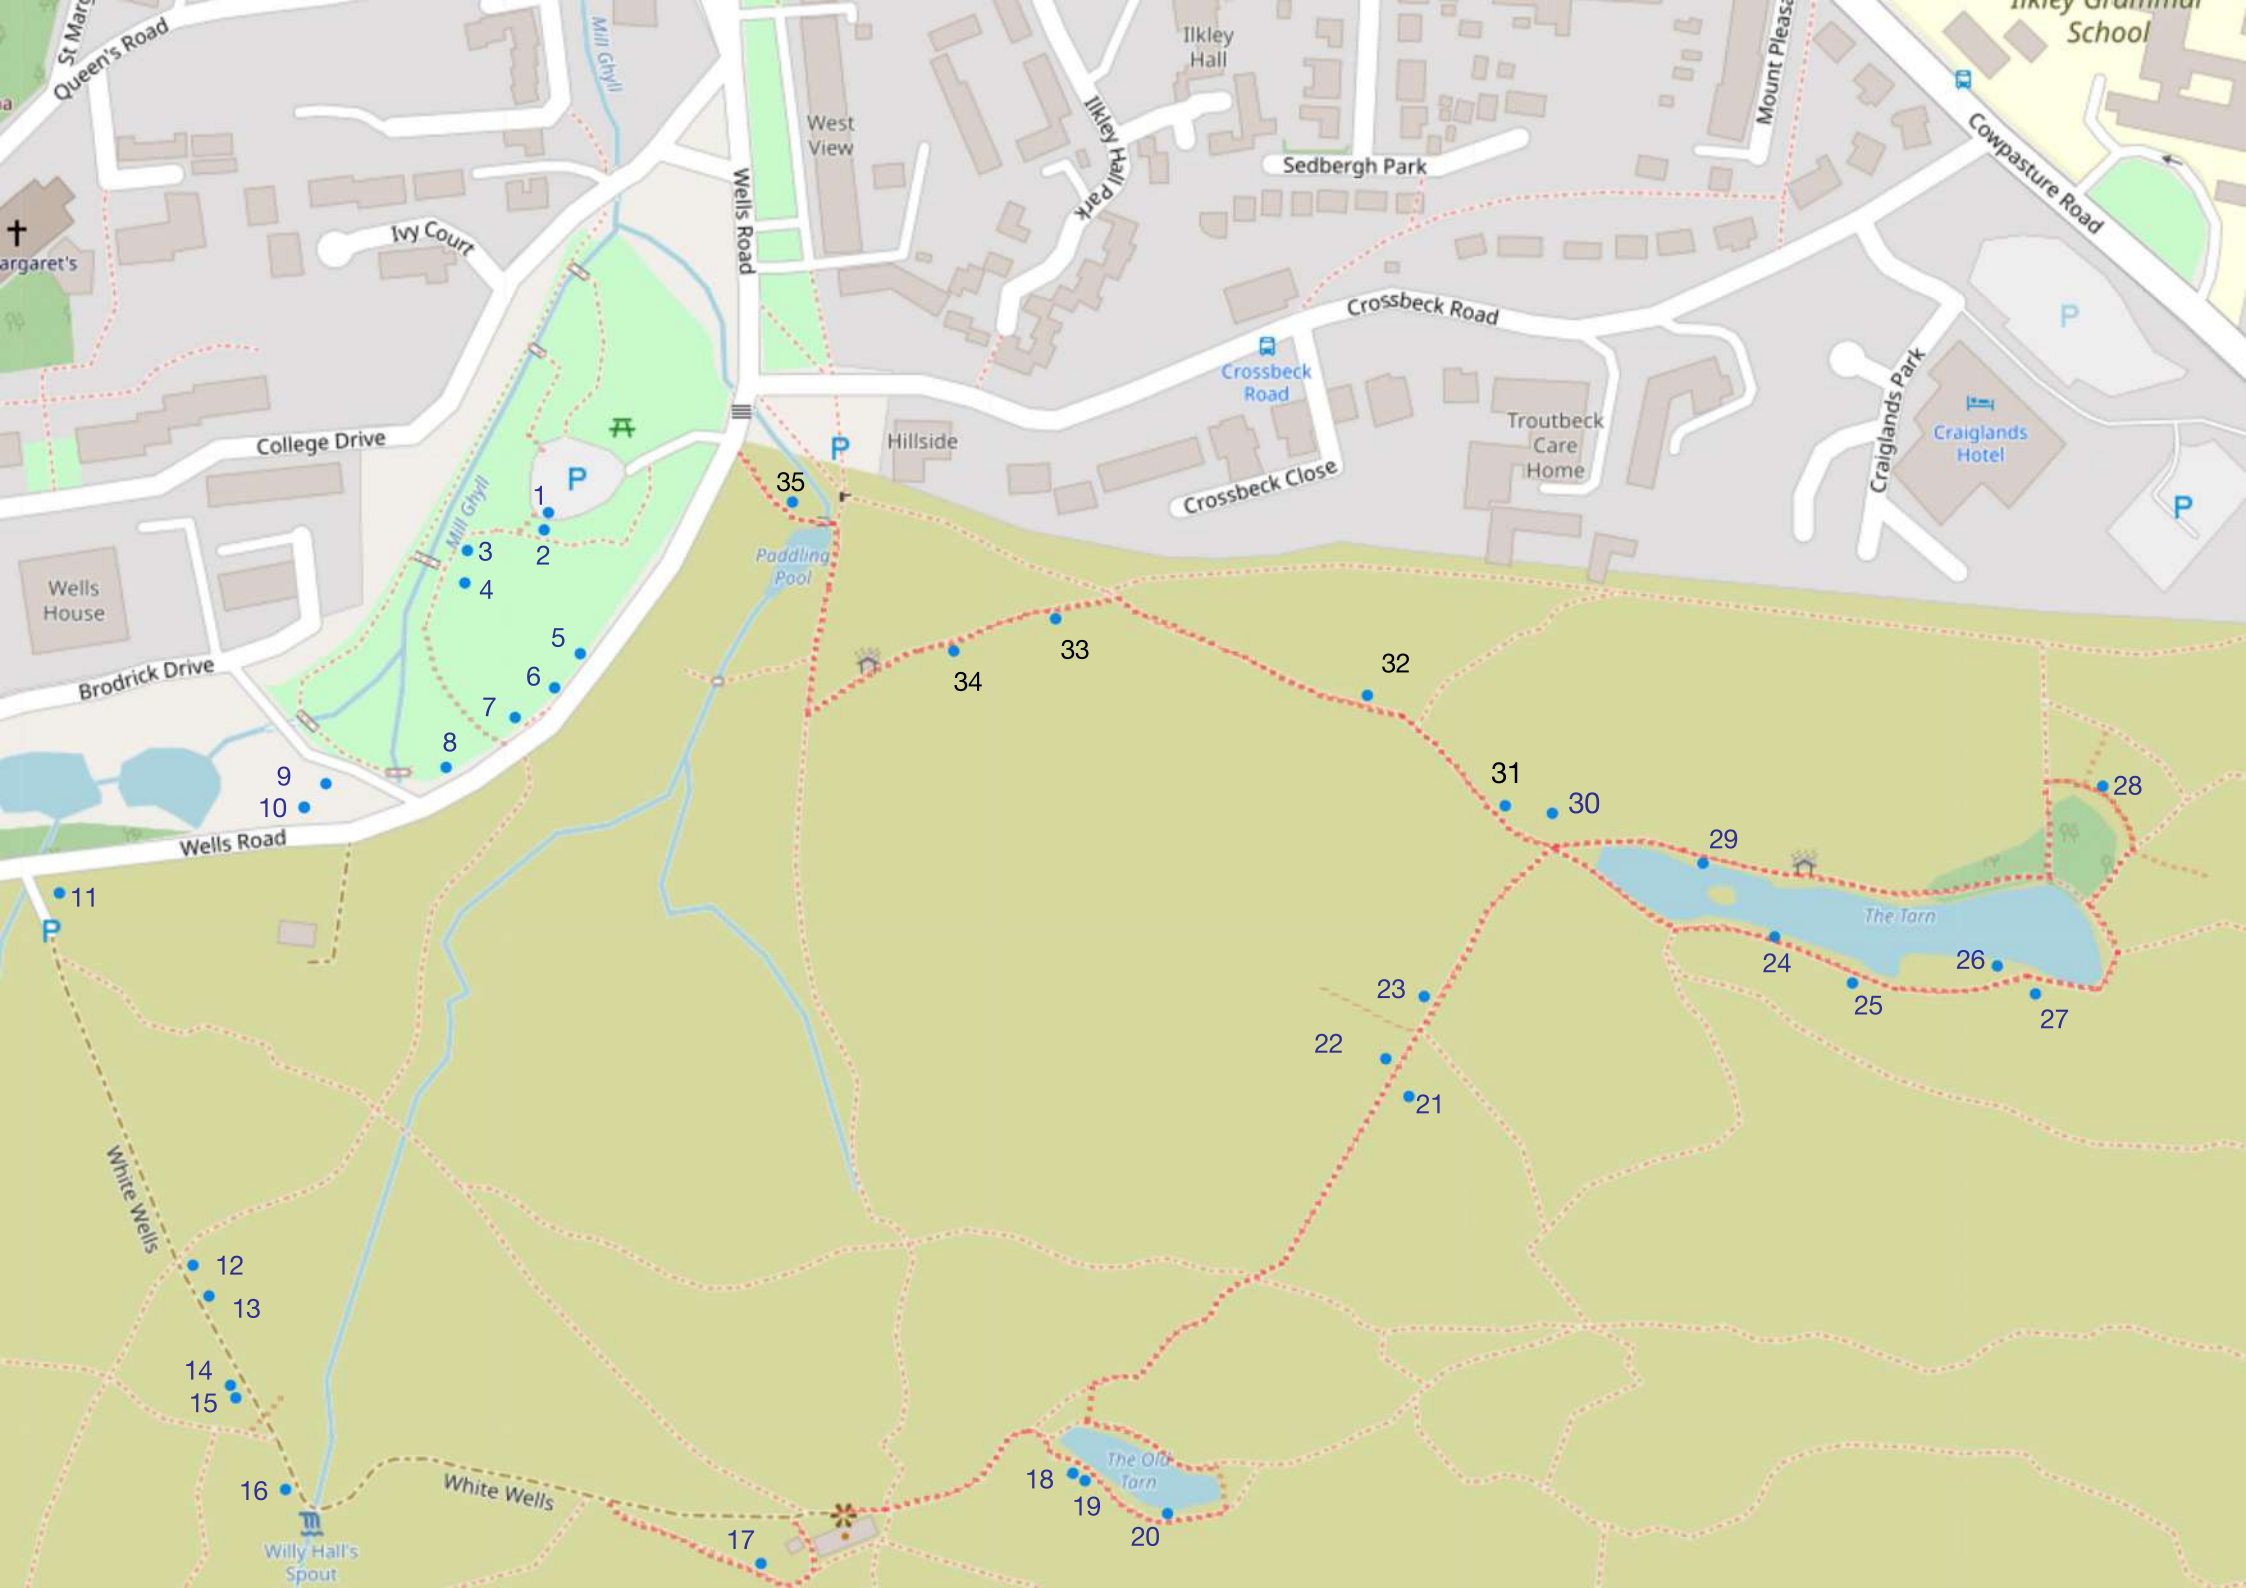 St Marg
Queen's Road
Mill Ghyll
West
View
Wells Road
Ilkley
Hall
Ilkley Hall Park
Sedbergh Park
Mount Pleasa
Ilkley Grammar
School
Cowpasture Road
argaret's
Ivy Court
Crossbeck Road
Crossbeck
Road
Craiglands Park
P
Craiglands
Hotel
P
Troutbeck
Care
Home
Hillside
P
Crossbeck Close
College Drive
P
Mill Ghyll
Wells
House
Brodrick Drive
Wells Road
Paddling
Pool
P
White Wells
White Wells
Willy Hall's
Spout
The Old
Tarn
The Tarn
1
2
3
4
5
6
7
8
9
10
11
12
13
14
15
16
17
18
19
20
21
22
23
24
25
26
27
28
29
30
31
32
33
34
35